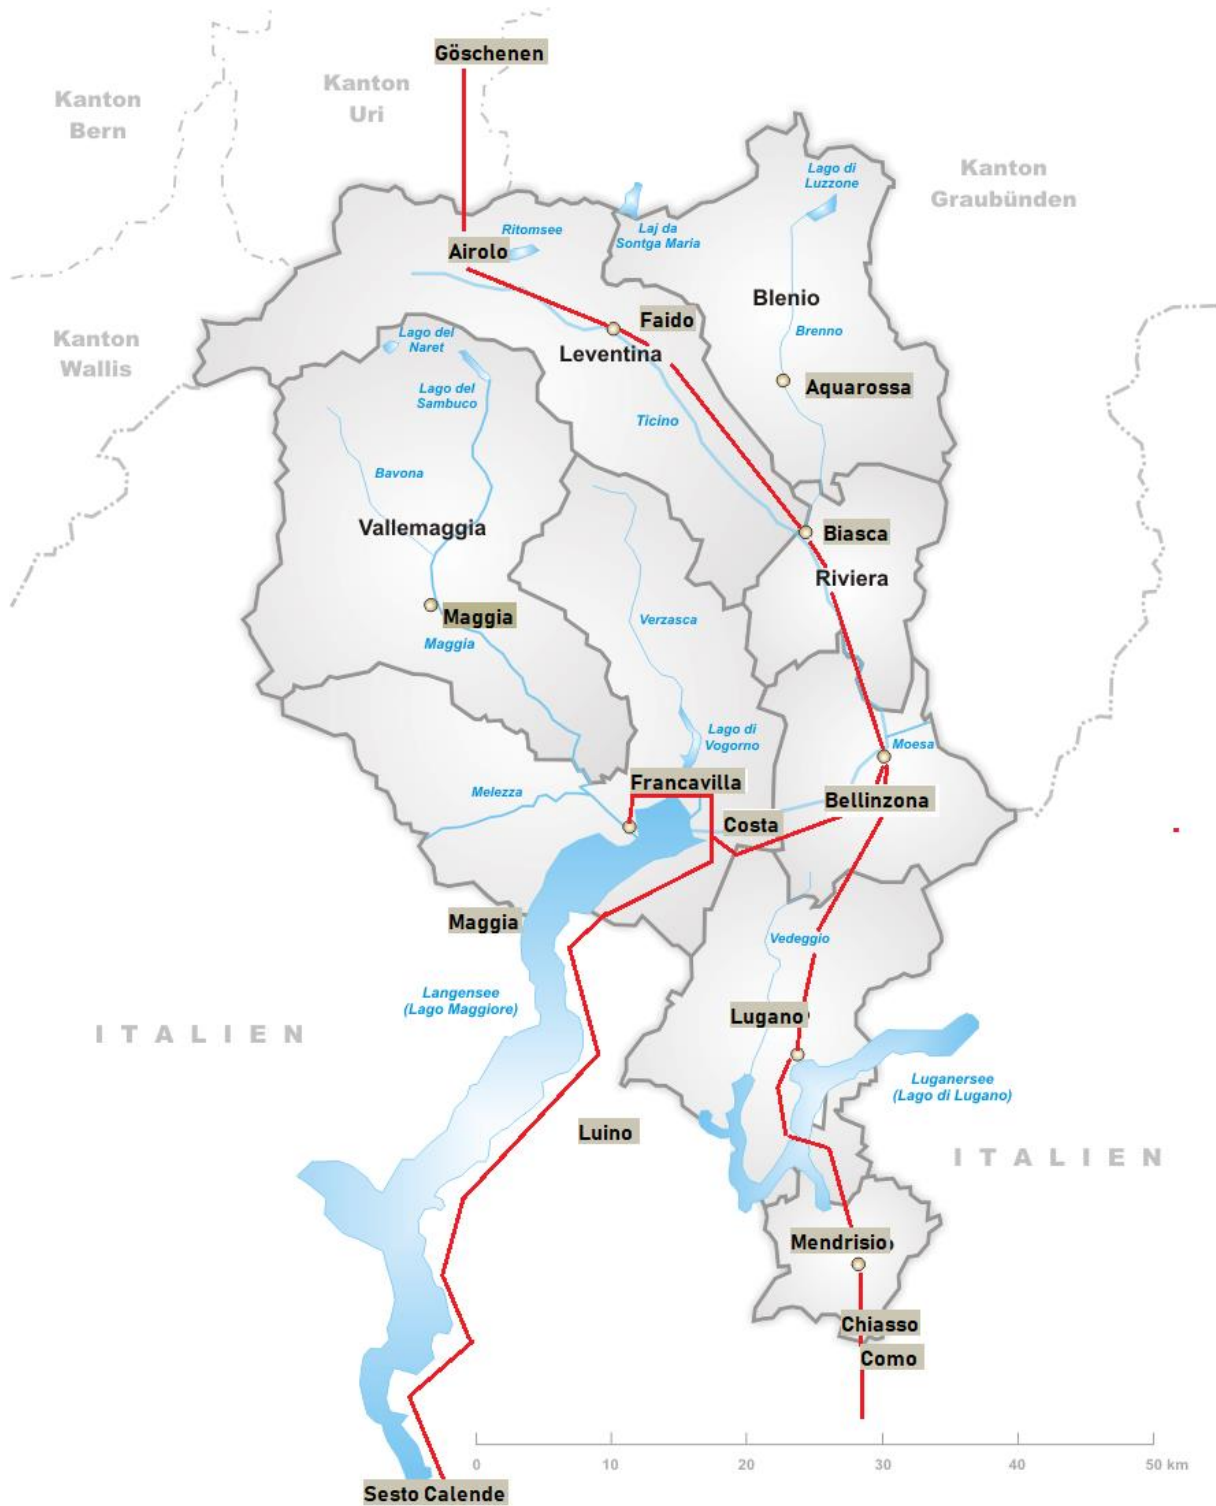 Göschenen
Kanton
Bern
Kanton
Uri
Kanton
Graubünden
Lago di
Luzzone
Ritomsee
Laj da
Sontga Maria
Airolo
Blenio
Faido
Brenno
Kanton
Wallis
Lago del
Naret
Leventina
Lago del
Sambuco
Aquarossa
Ticino
Bavona
Vallemaggia
Biasca
Riviera
Maggia
Verzasca
Maggia
Lago di
Vogorno
Moesa
Francavilla
Melezza
Bellinzona
Costa
Maggia
Vedeggio
Langensee
(Lago Maggiore)
Lugano
ITALIEN
Luganersee
(Lago di Lugano)
Luino
ITALIEN
Mendrisio
Chiasso
Como
0 10 20 30 40 50 km
Sesto Calende